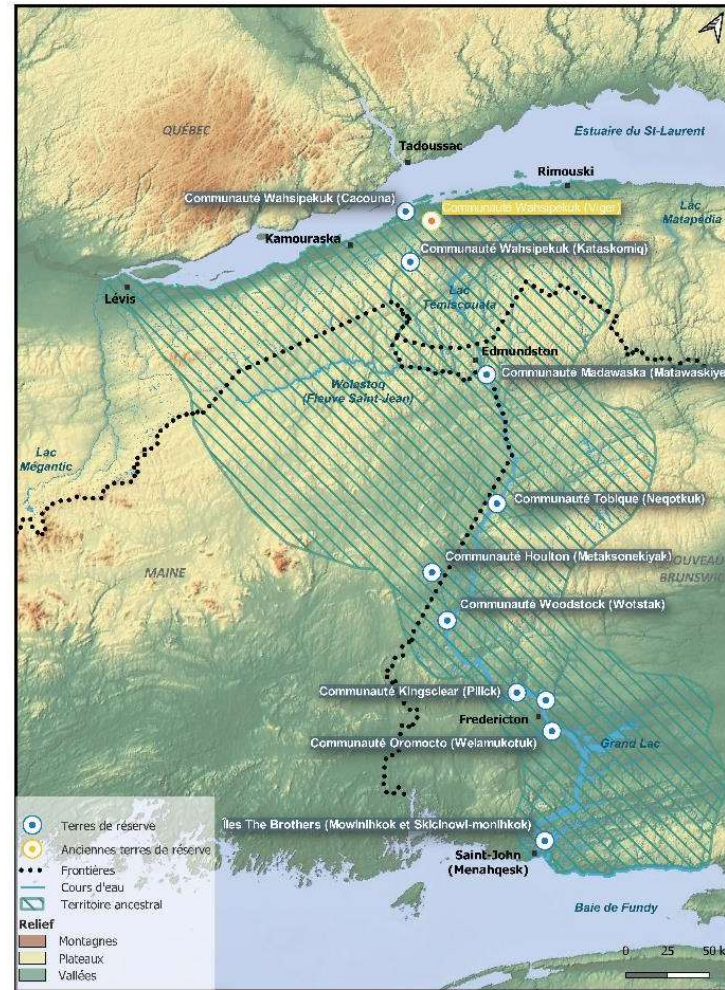 QUÉBEC
Estuaire du St-Laurent
Tadoussac
Rimouski
Communauté Wahsipekuk (Cacouna)
Communauté Wahsipekuk (Viger)
Lac
Matapédia
Kamouraska
Communauté Wahsipekuk (Kataskomiq)
Lévis
Lac
Témiscouata
Edmundston
Communauté Madawaska (Matawaskiye
Wolastoq
(Fleuve Saint-Jean)
Lac
Mégantic
Communauté Tobique (Neqotkuk)
MAINE
Communauté Houlton (Metaksonekiyak)
OUVEAU
BRUNSWIC
Communauté Woodstock (Wotstak)
Communauté Kingsclear (Pilick)
Fredericton
Communauté Oromocto (Welamukotuk)
Grand Lac
Îles The Brothers (Mowinihkok et Skicinowi-monihkok)
Saint-John
(Menahqesk)
Baie de Fundy
Terres de réserve
Anciennes terres de réserve
Frontières
Cours d'eau
Territoire ancestral
Relief
Montagnes
Plateaux
Vallées
0 25 50 k